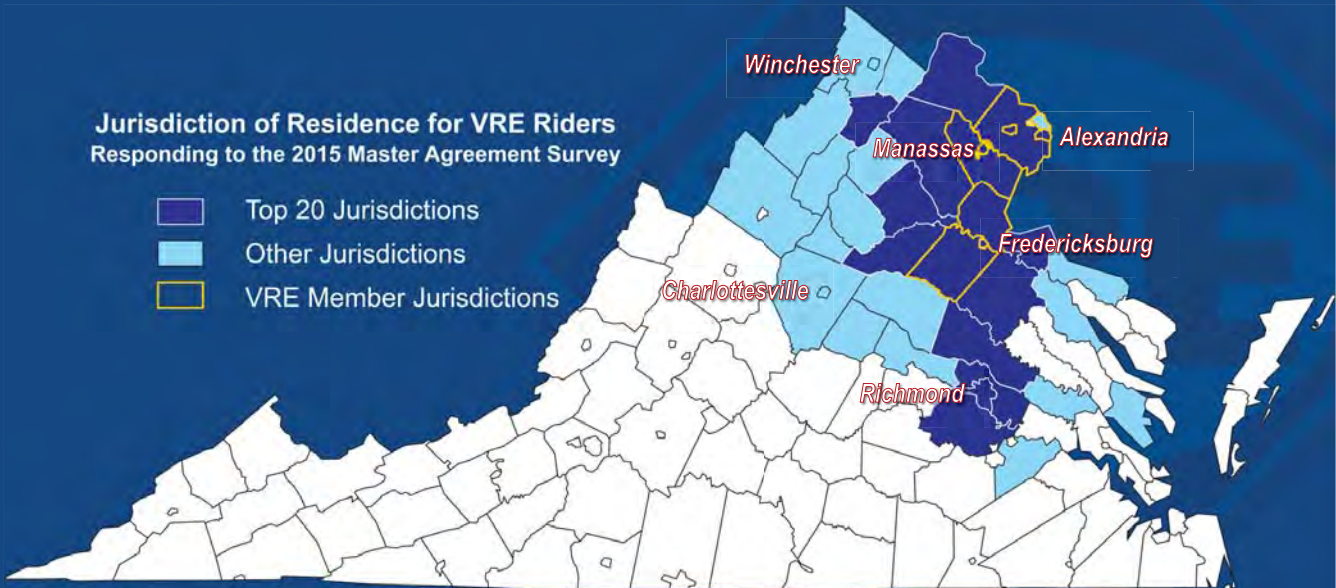 Winchester
Jurisdiction of Residence for VRE Riders
Responding to the 2015 Master Agreement Survey
Manassas
Alexandria
Top 20 Jurisdictions
Other Jurisdictions
VRE Member Jurisdictions
Fredericksburg
Charlottesville
Richmond